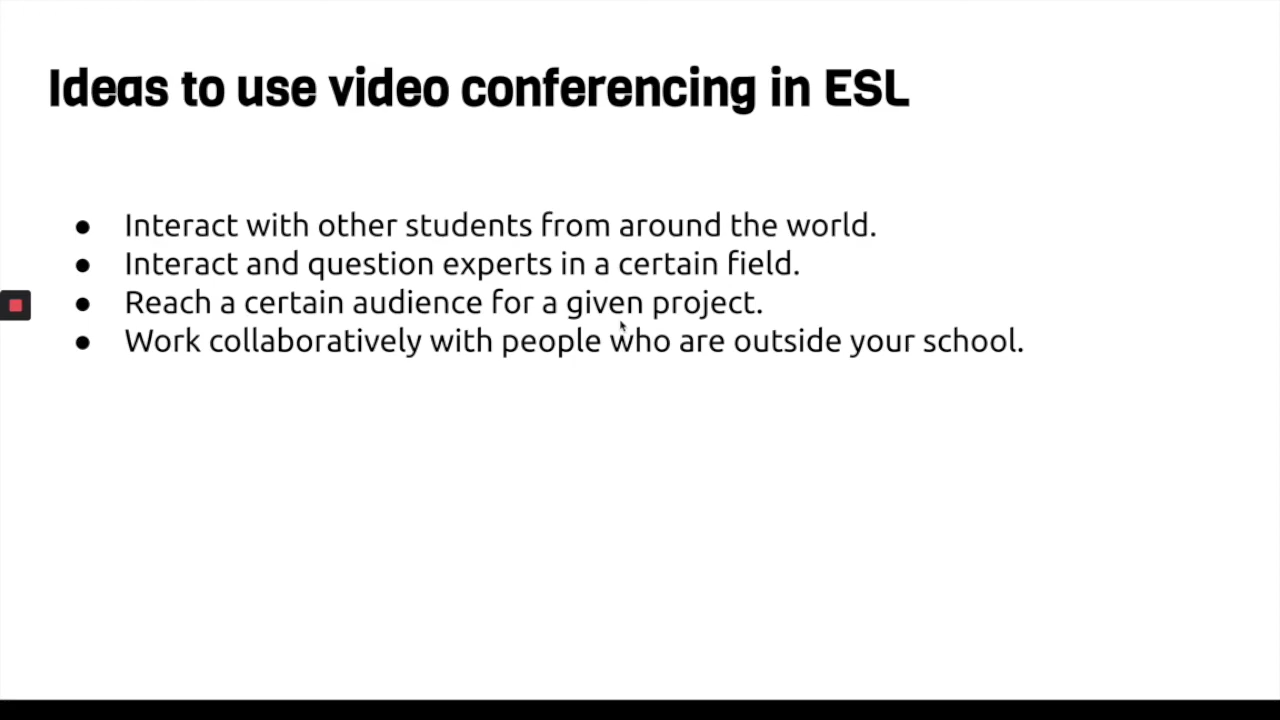 Ideas to use video conferencing in ESL
● Interact with other students from around the world.
● Interact and question experts in a certain field.
● Reach a certain audience for a given project.
● Work collaboratively with people who are outside your school.